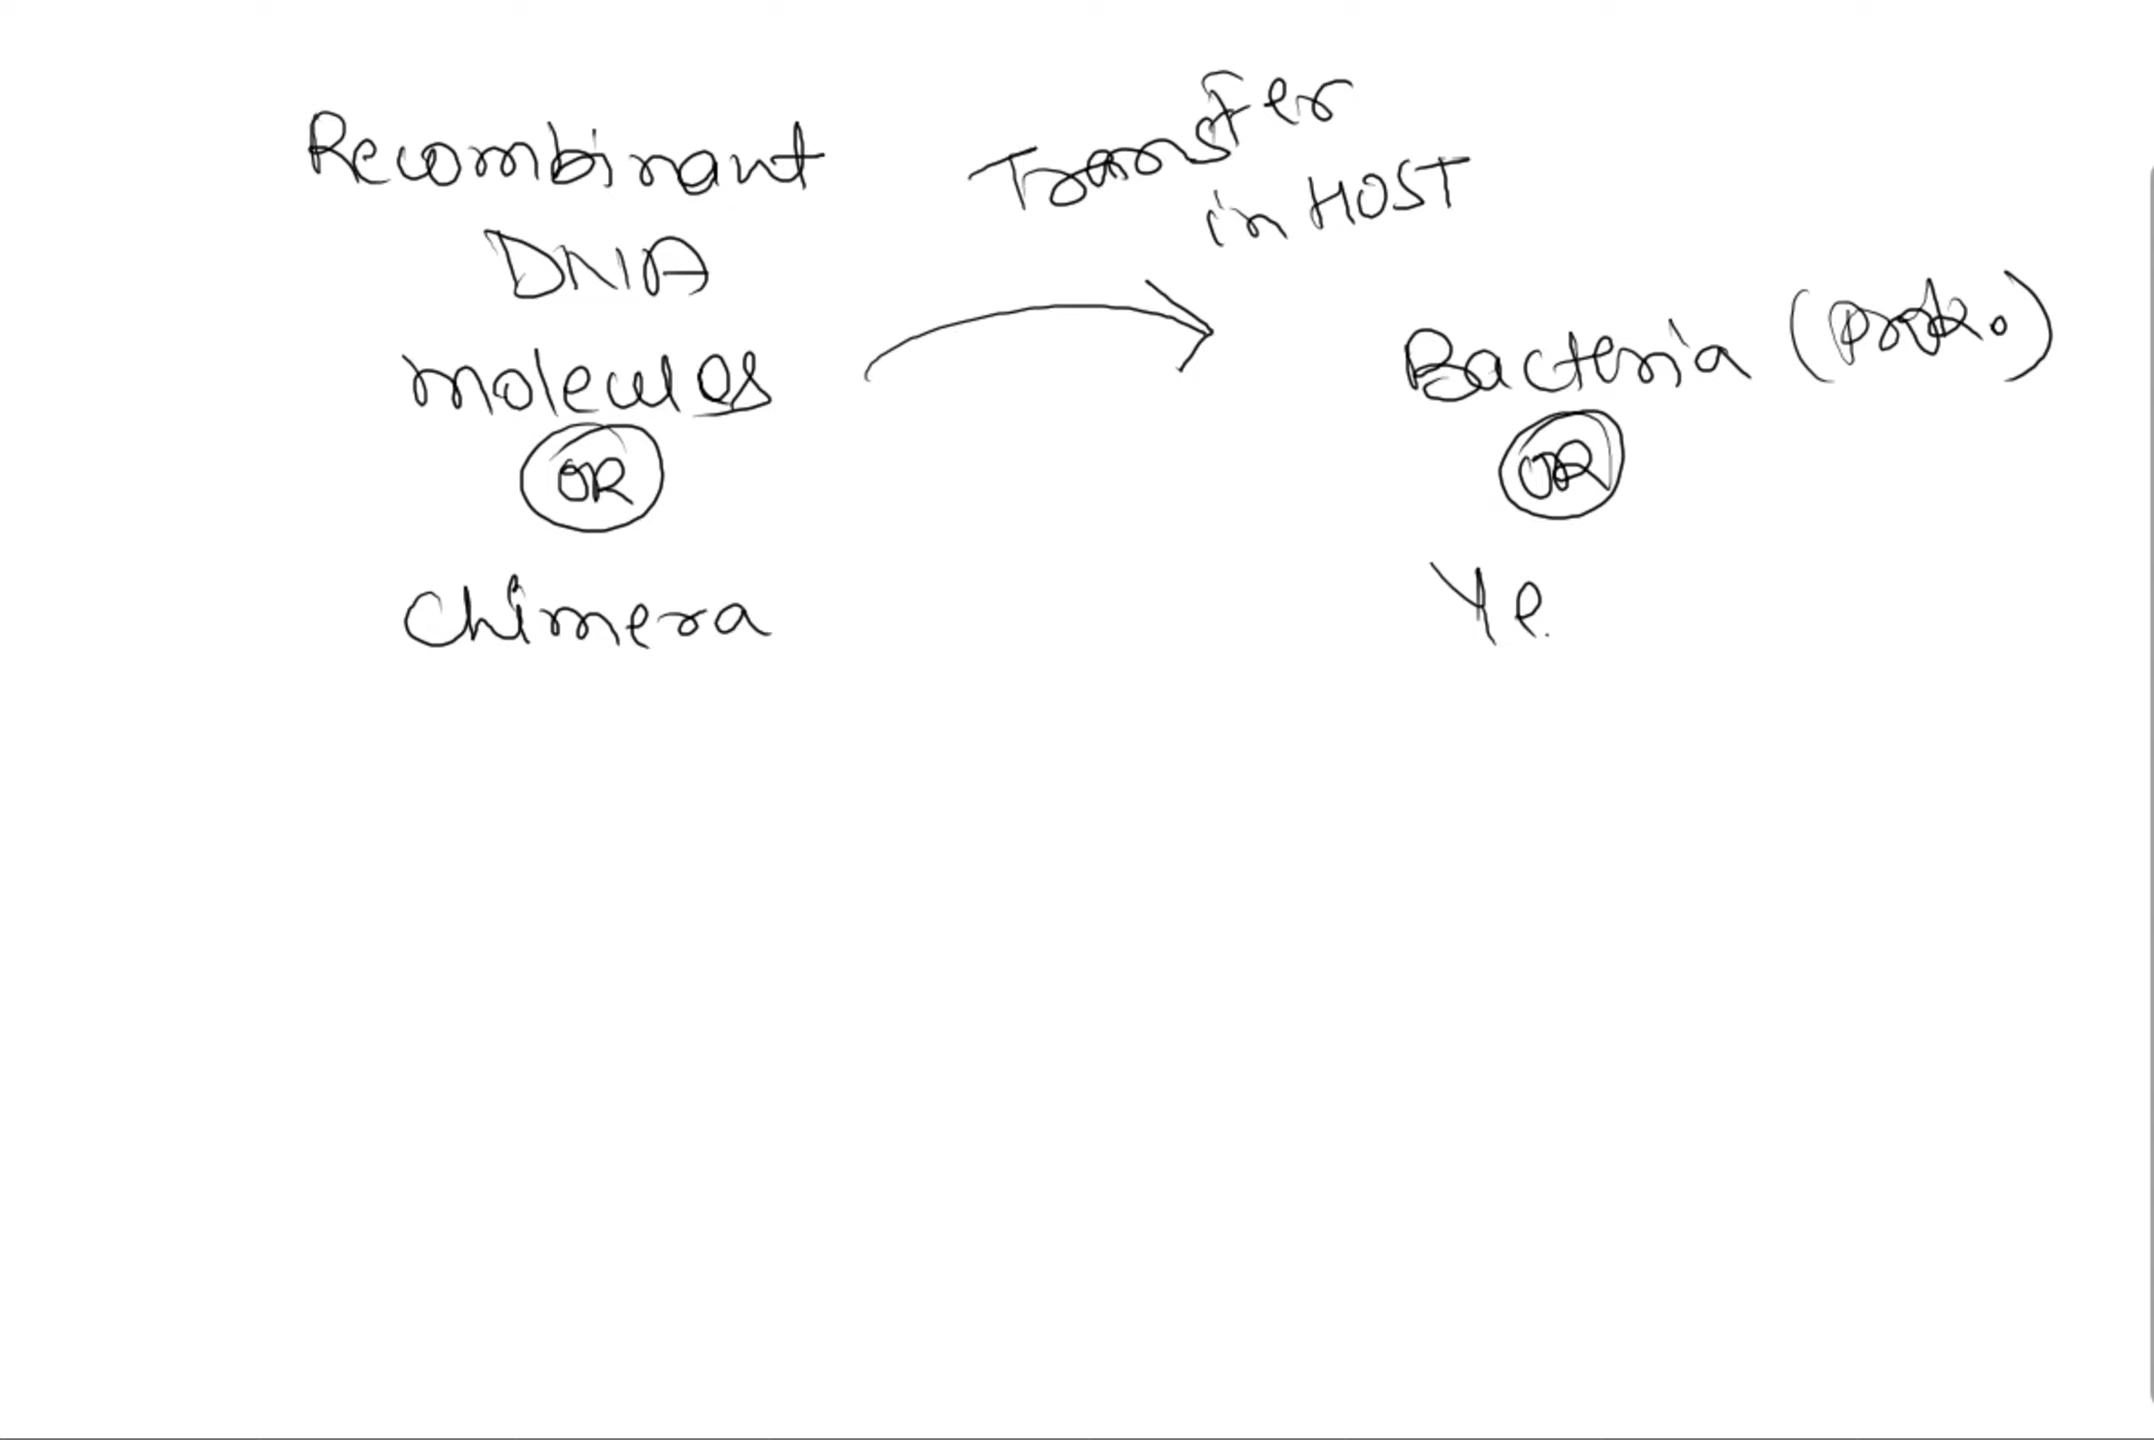 Recombinant
DNA
molecules
OR
Chimera
Transfer
in HOST
Bacteria (Prok.)
OR
Ye